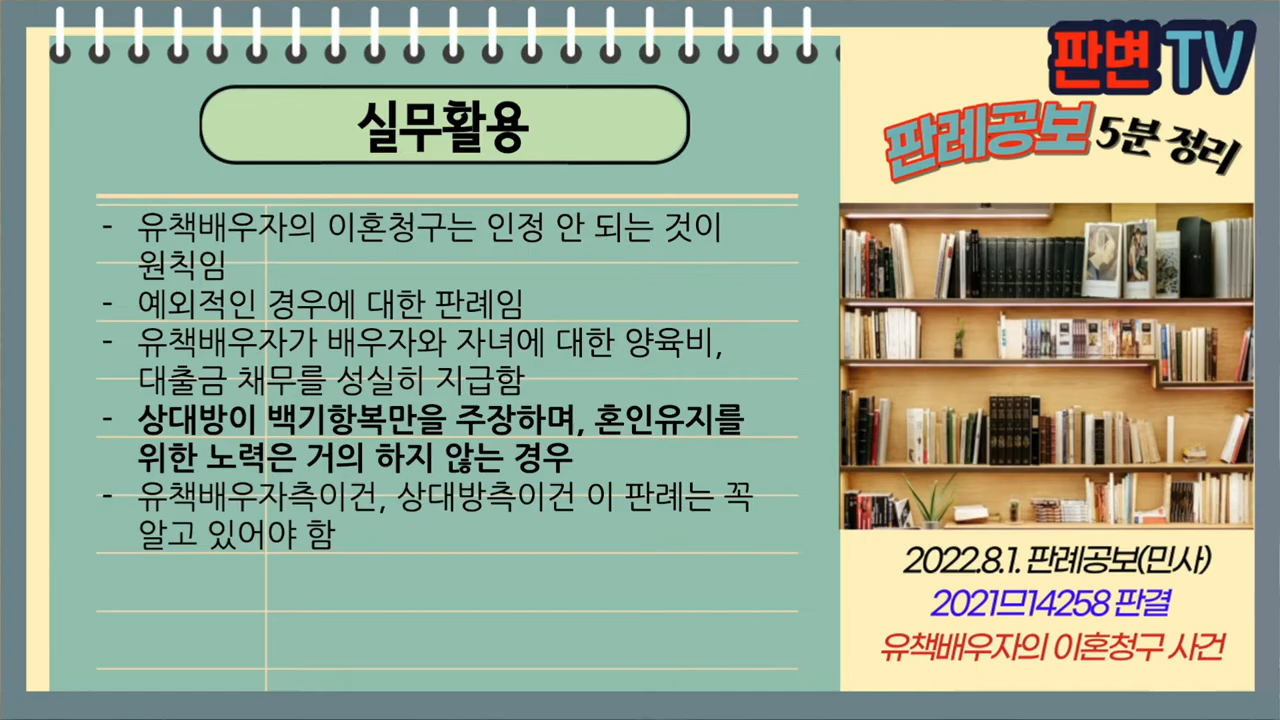 실무활용
- 유책배우자의 이혼청구는 인정 안 되는 것이
원칙임
- 예외적인 경우에 대한 판례임
- 유책배우자가 배우자와 자녀에 대한 양육비,
대출금 채무를 성실히 지급함
- 상대방이 백기항복만을 주장하며, 혼인유지를
위한 노력은 거의 하지 않는 경우
- 유책배우자측이건, 상대방측이건 이 판례는 꼭
알고 있어야 함
판변 TV
판례공보 5분 정리
2022.8.1. 판례공보(민사)
2021므14258 판결
유책배우자의 이혼청구 사건